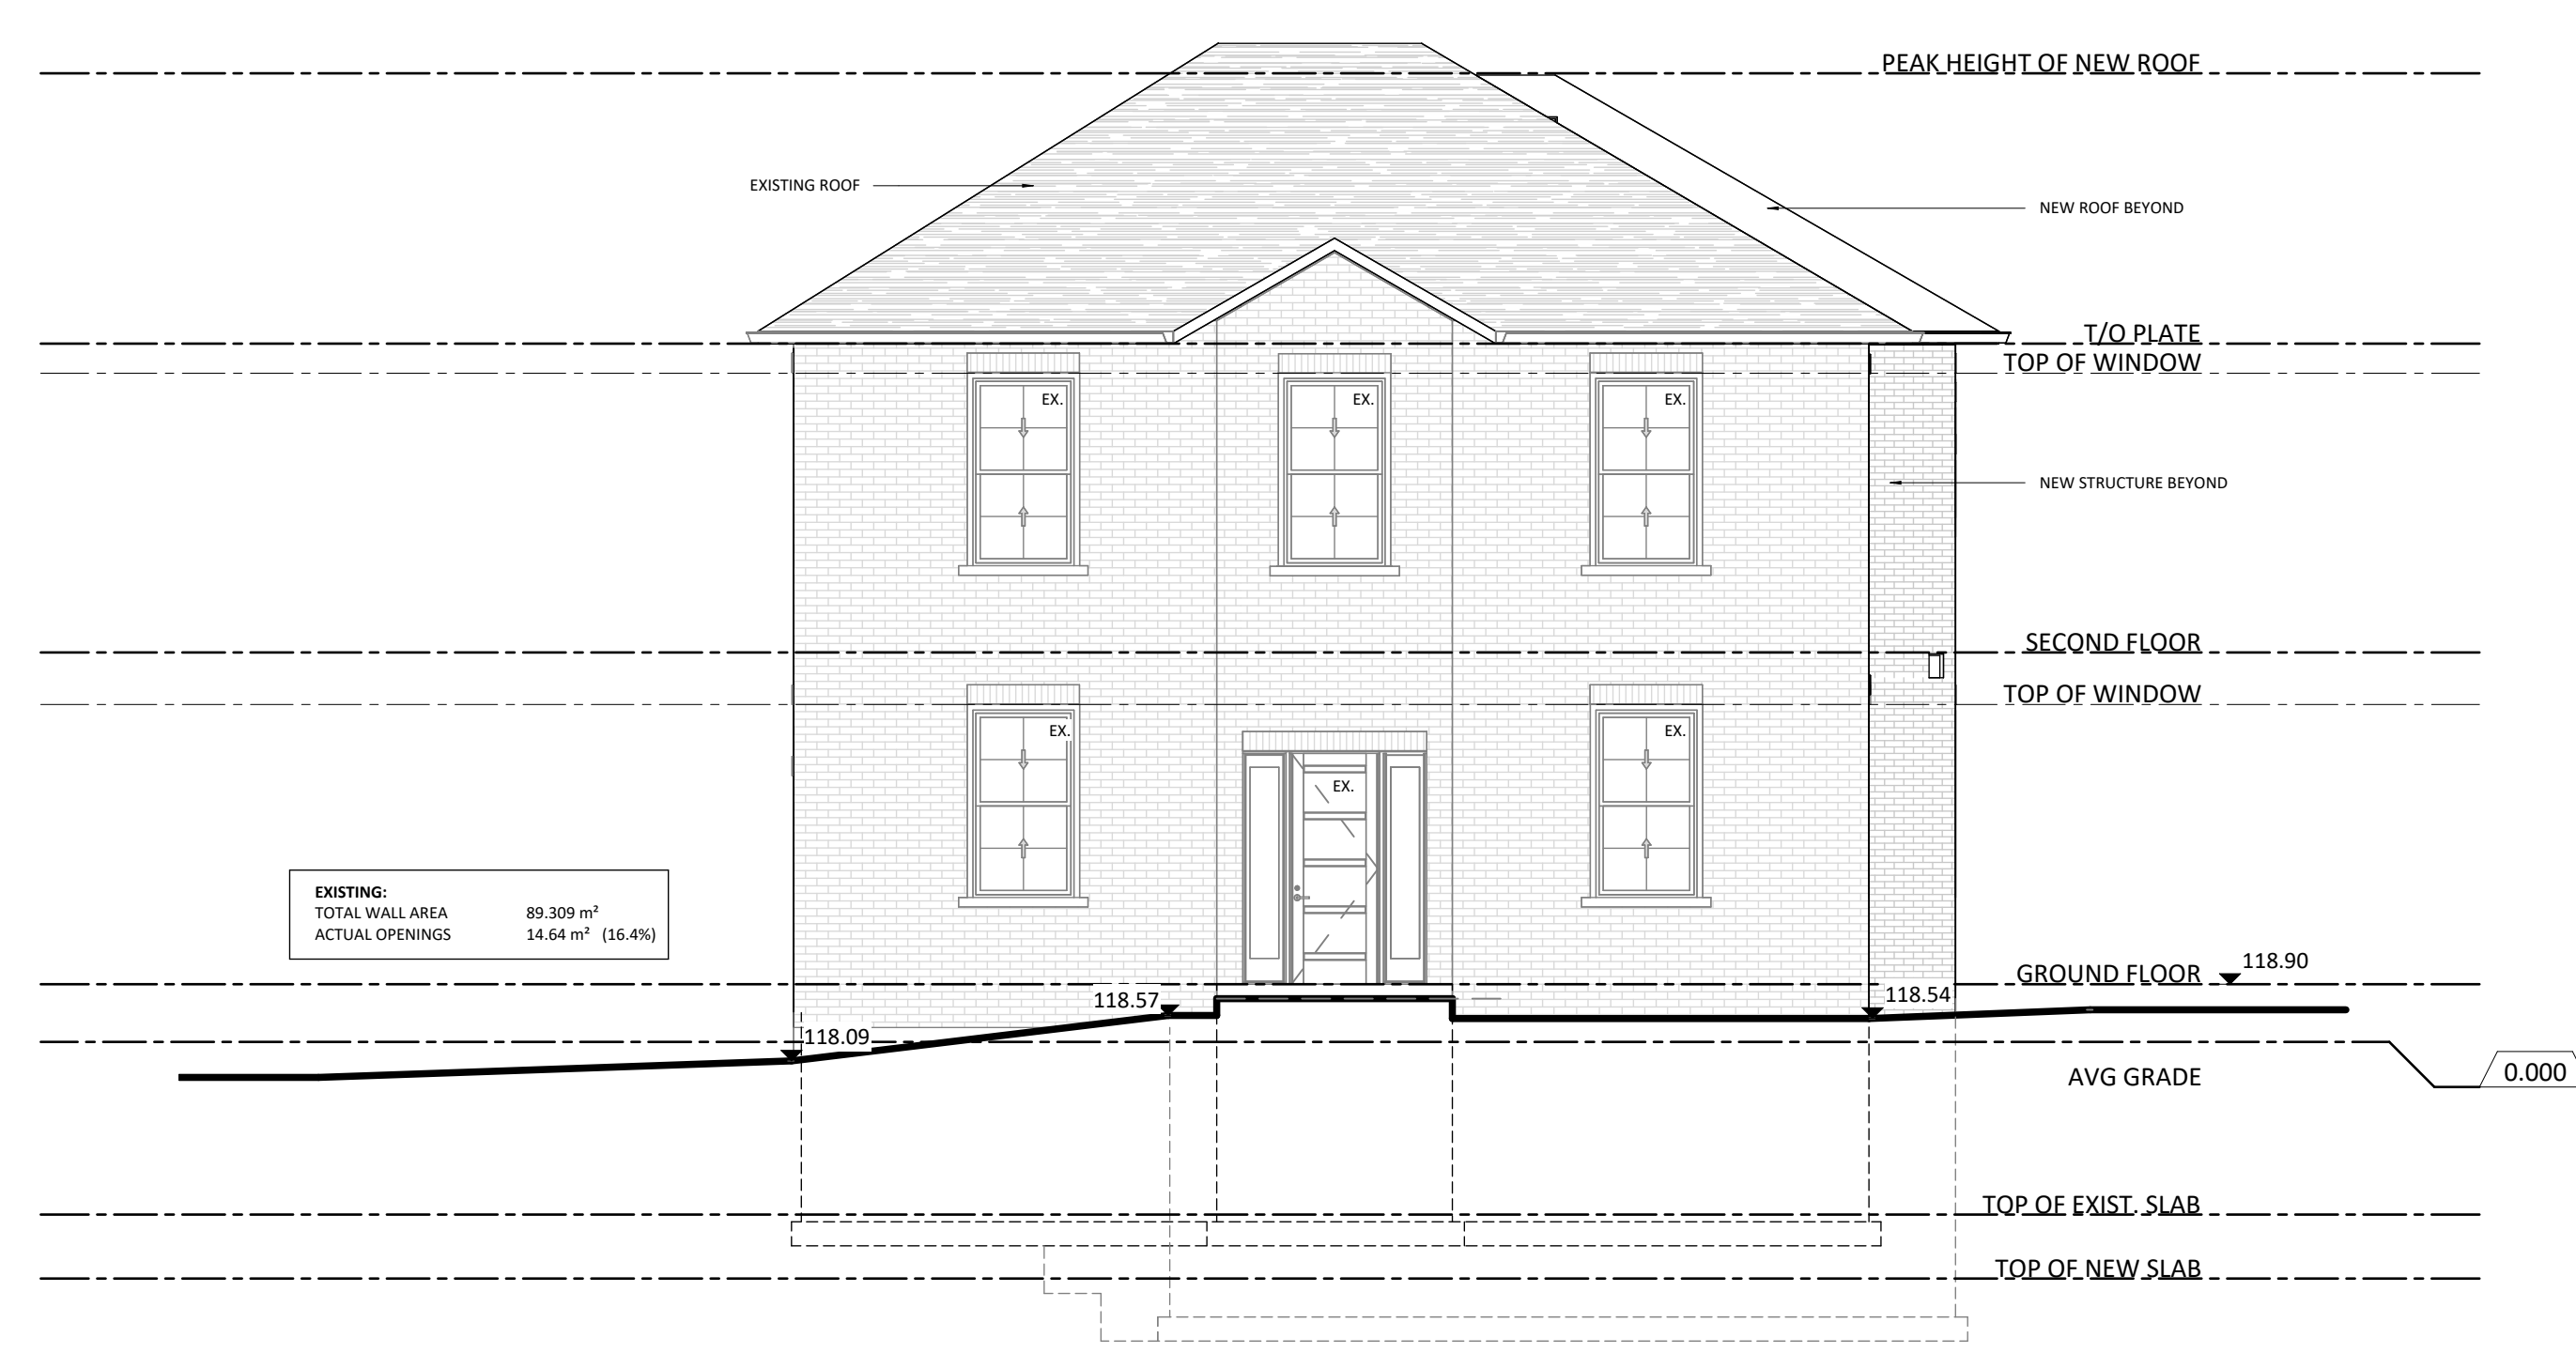 PEAK HEIGHT OF NEW ROOF
EXISTING ROOF
NEW ROOF BEYOND
T/O PLATE
TOP OF WINDOW
EX.
EX.
EX.
NEW STRUCTURE BEYOND
SECOND FLOOR
TOP OF WINDOW
EX.
EX.
EX.
EXISTING:
TOTAL WALL AREA 89.309 m²
ACTUAL OPENINGS 14.64 m² (16.4%)
GROUND FLOOR 118.90
118.57
118.54
118.09
AVG GRADE
0.000
TOP OF EXIST. SLAB
TOP OF NEW SLAB